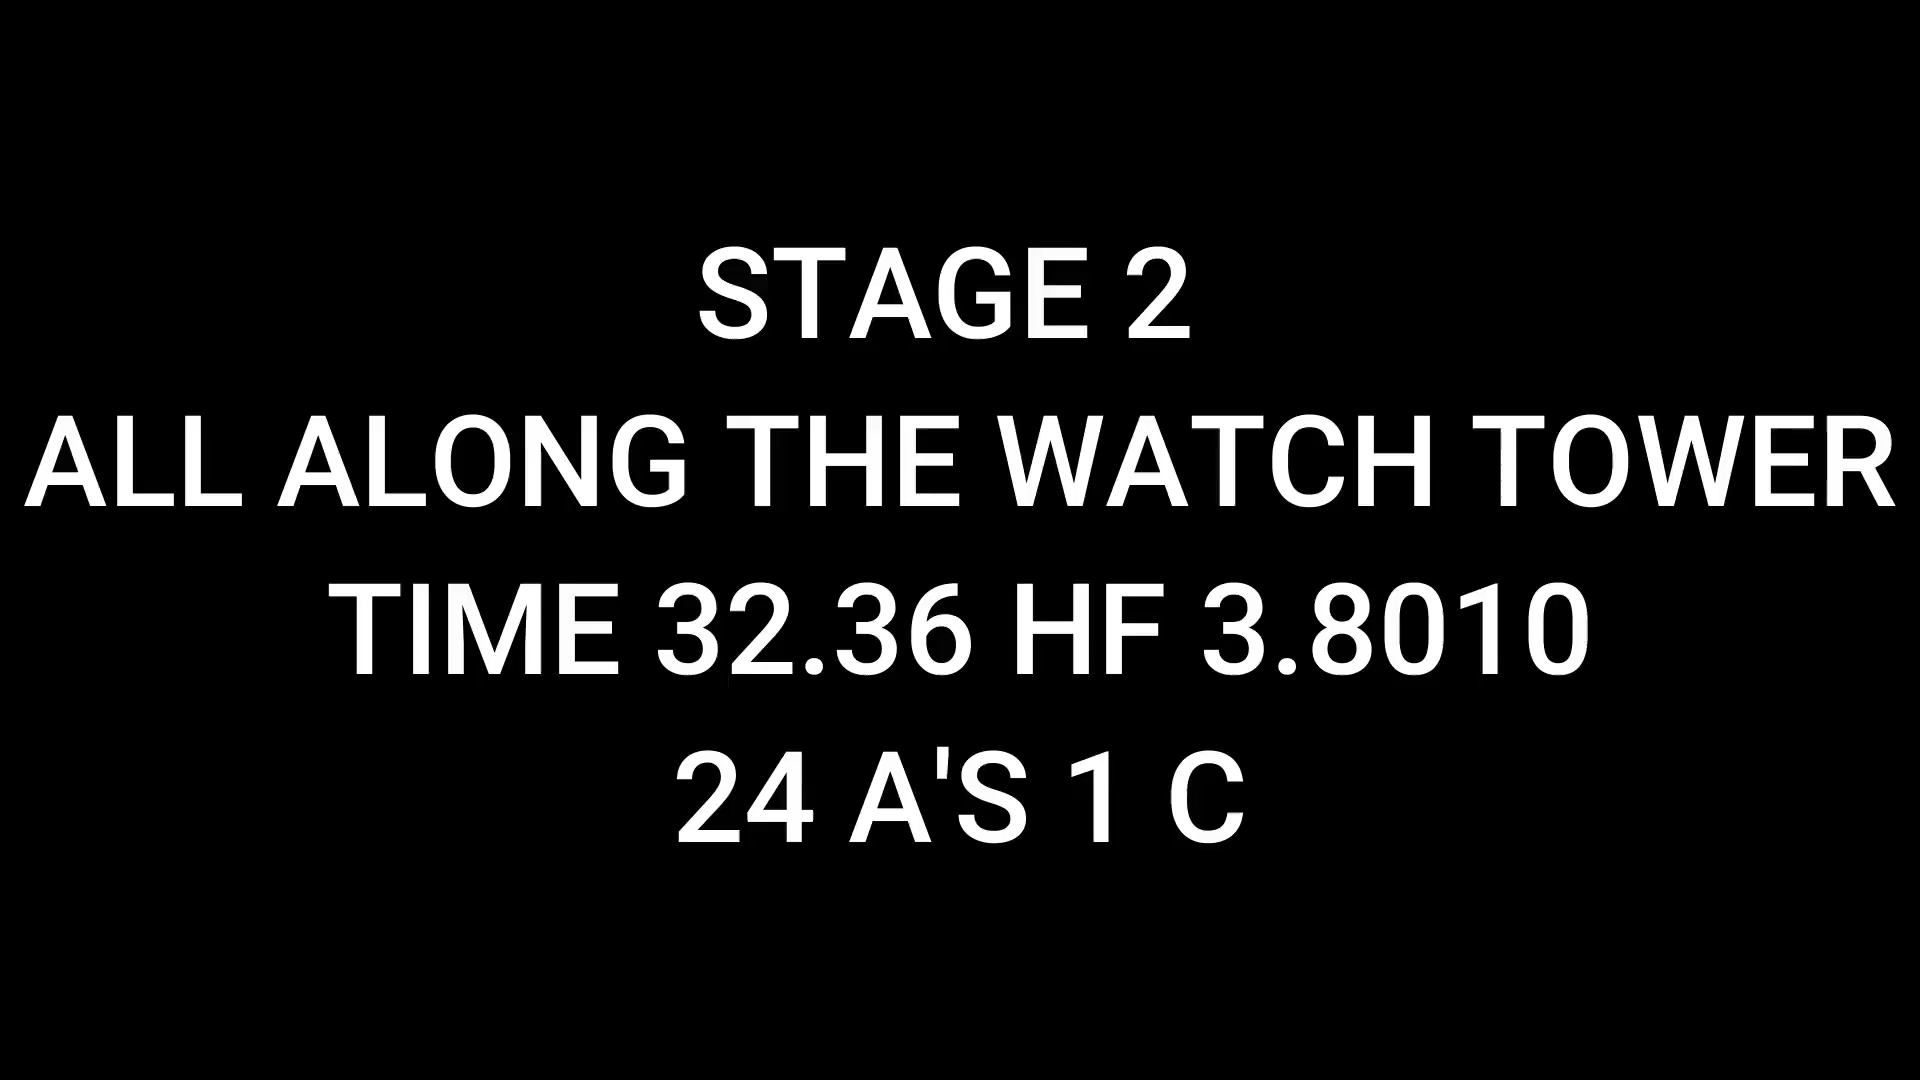 STAGE 2
ALL ALONG THE WATCH TOWER
TIME 32.36 HF 3.8010
24 A'S 1 C